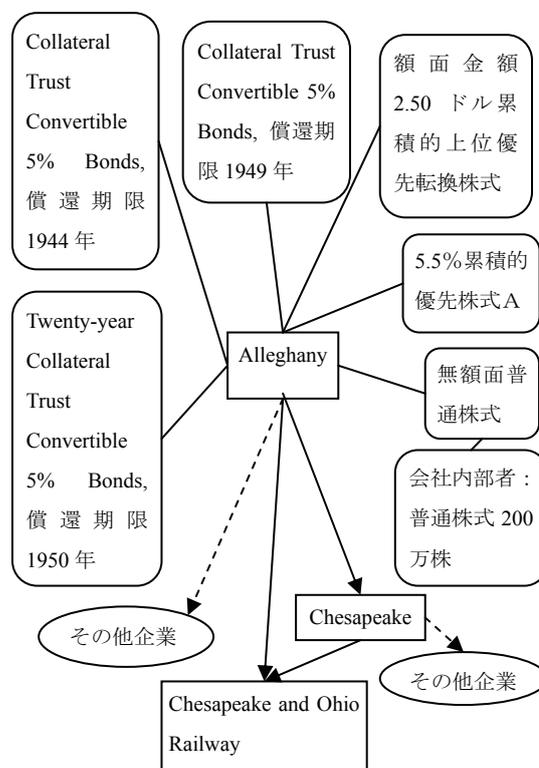 Collateral
Trust
Convertible
5% Bonds,
償還期限
1944 年
Collateral Trust
Convertible 5%
Bonds, 償還期
限 1949 年
額面金額
2.50 ドル累
積的上位優
先転換株式
5.5%累積的
優先株式A
Twenty-year
Collateral
Trust
Convertible
5% Bonds,
償還期限
1950 年
Alleghany
無額面普
通株式
会社内部者：
普通株式 200
万株
Chesapeake
その他企業
その他企業
Chesapeake and Ohio
Railway